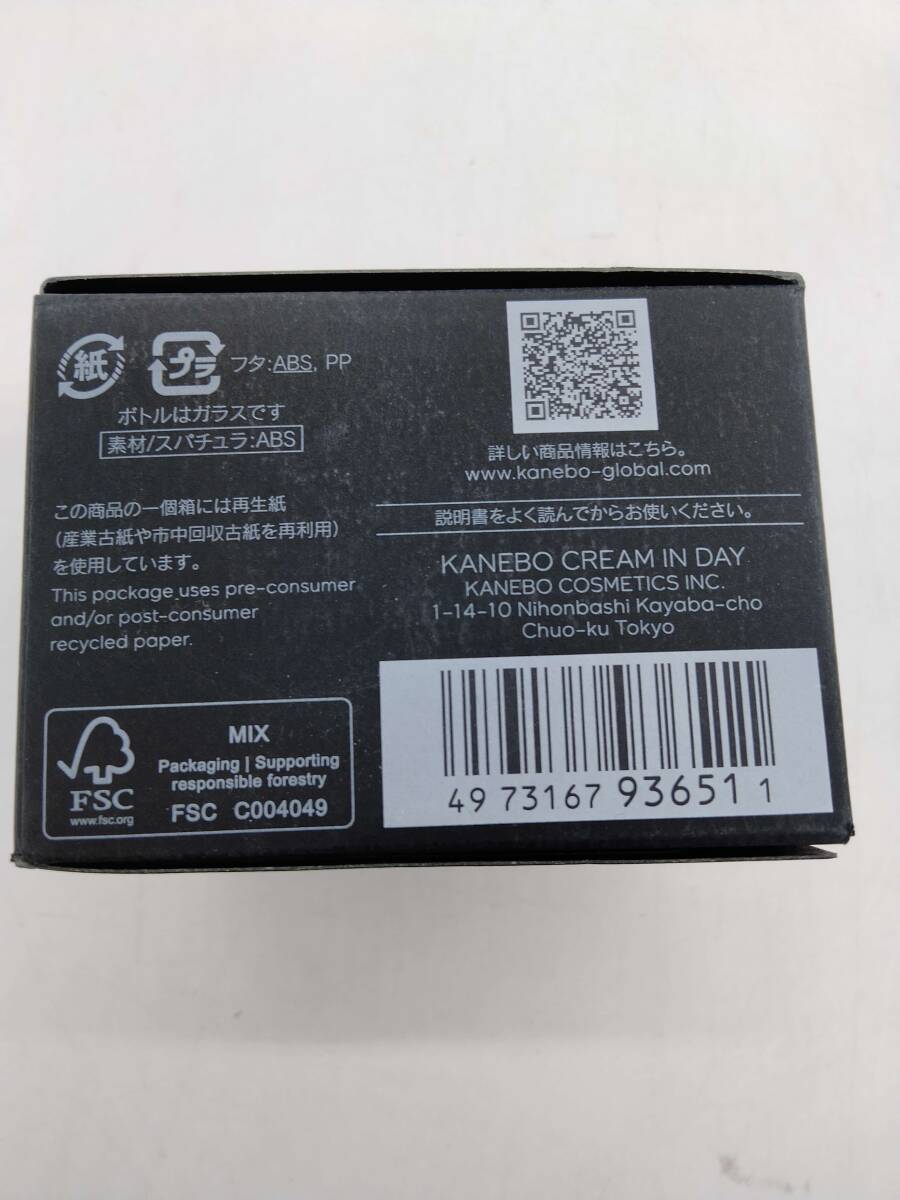 紙 プラ フタ:ABS, PP
ボトルはガラスです
素材/スパチュラ:ABS
この商品の一個箱には再生紙
(産業古紙や市中回収古紙を再利用)
を使用しています。
This package uses pre-consumer
and/or post-consumer
recycled paper.
FSC
www.fsc.org
MIX
Packaging | Supporting
responsible forestry
FSC C004049
詳しい商品情報はこちら。
www.kanebo-global.com
説明書をよく読んでからお使いください。
KANEBO CREAM IN DAY
KANEBO COSMETICS INC.
1-14-10 Nihonbashi Kayaba-cho
Chuo-ku Tokyo
4973167936511